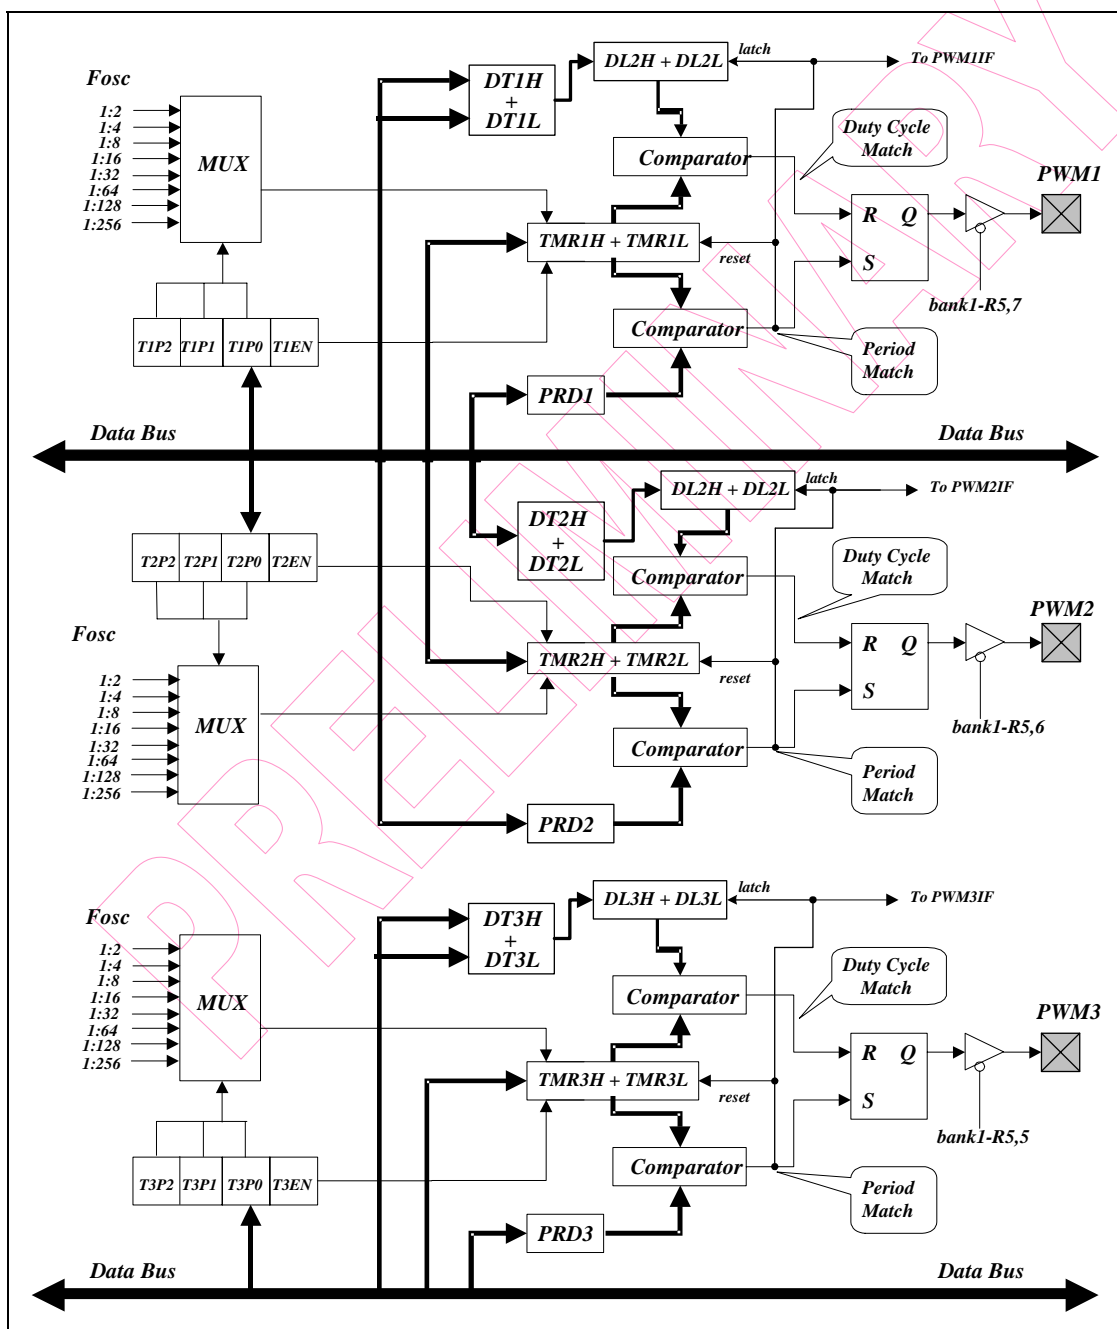 Fosc
1:2
1:4
1:8
1:16
1:32
1:64
1:128
1:256
MUX
T1P2 T1P1 T1P0 T1EN
DT1H
+
DT1L
DL2H + DL2L
latch
To PWM1IF
Comparator
Duty Cycle
Match
PWM1
TMR1H + TMR1L
reset
R Q
S
bank1-R5,7
Comparator
Period
Match
PRD1
Data Bus
Data Bus
DL2H + DL2L
latch
To PWM2IF
DT2H
+
DT2L
T2P2 T2P1 T2P0 T2EN
Comparator
Duty Cycle
Match
PWM2
Fosc
1:2
1:4
1:8
1:16
1:32
1:64
1:128
1:256
MUX
TMR2H + TMR2L
reset
R Q
S
bank1-R5,6
Comparator
Period
Match
PRD2
Fosc
1:2
1:4
1:8
1:16
1:32
1:64
1:128
1:256
MUX
DT3H
+
DT3L
DL3H + DL3L
latch
To PWM3IF
Comparator
Duty Cycle
Match
PWM3
TMR3H + TMR3L
reset
R Q
S
bank1-R5,5
T3P2 T3P1 T3P0 T3EN
Comparator
Period
Match
PRD3
Data Bus
Data Bus
PRELIMINARY